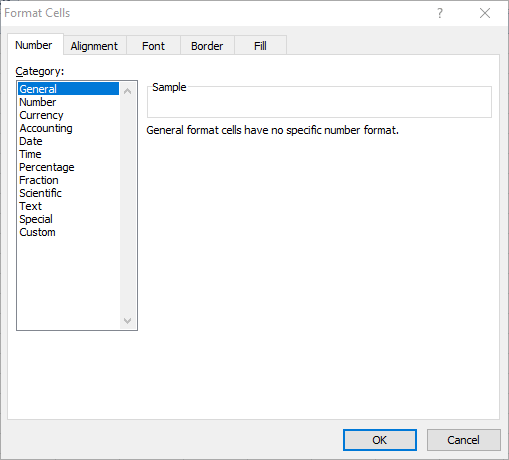 Format Cells
?
Number Alignment Font Border Fill
Category:
General
Number
Currency
Accounting
Date
Time
Percentage
Fraction
Scientific
Text
Special
Custom
Sample
General format cells have no specific number format.
OK Cancel